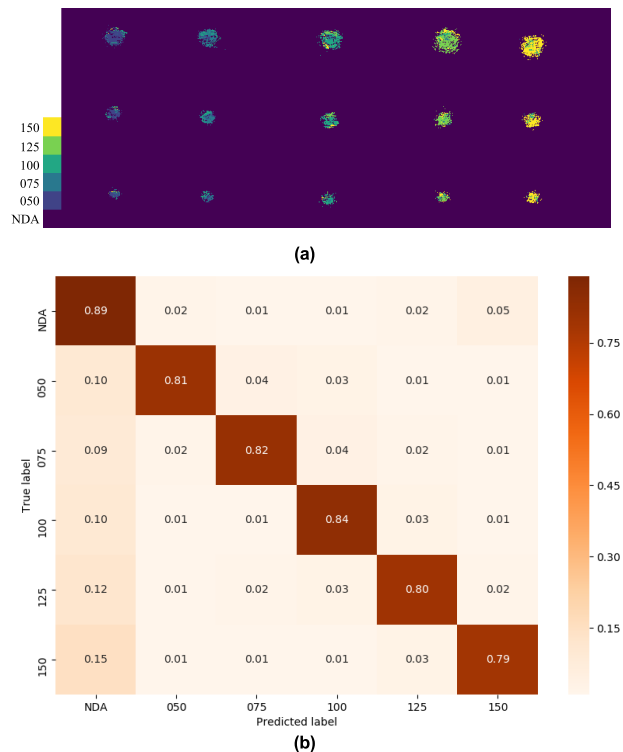 150
125
100
075
050
NDA
(a)
NDA 0.89 0.02 0.01 0.01 0.02 0.05
050 0.10 0.81 0.04 0.03 0.01 0.01
075 0.09 0.02 0.82 0.04 0.02 0.01
100 0.10 0.01 0.01 0.84 0.03 0.01
125 0.12 0.01 0.02 0.03 0.80 0.02
150 0.15 0.01 0.01 0.01 0.03 0.79
True label
NDA 050 075 100 125 150
Predicted label
0.75
0.60
0.45
0.30
0.15
(b)